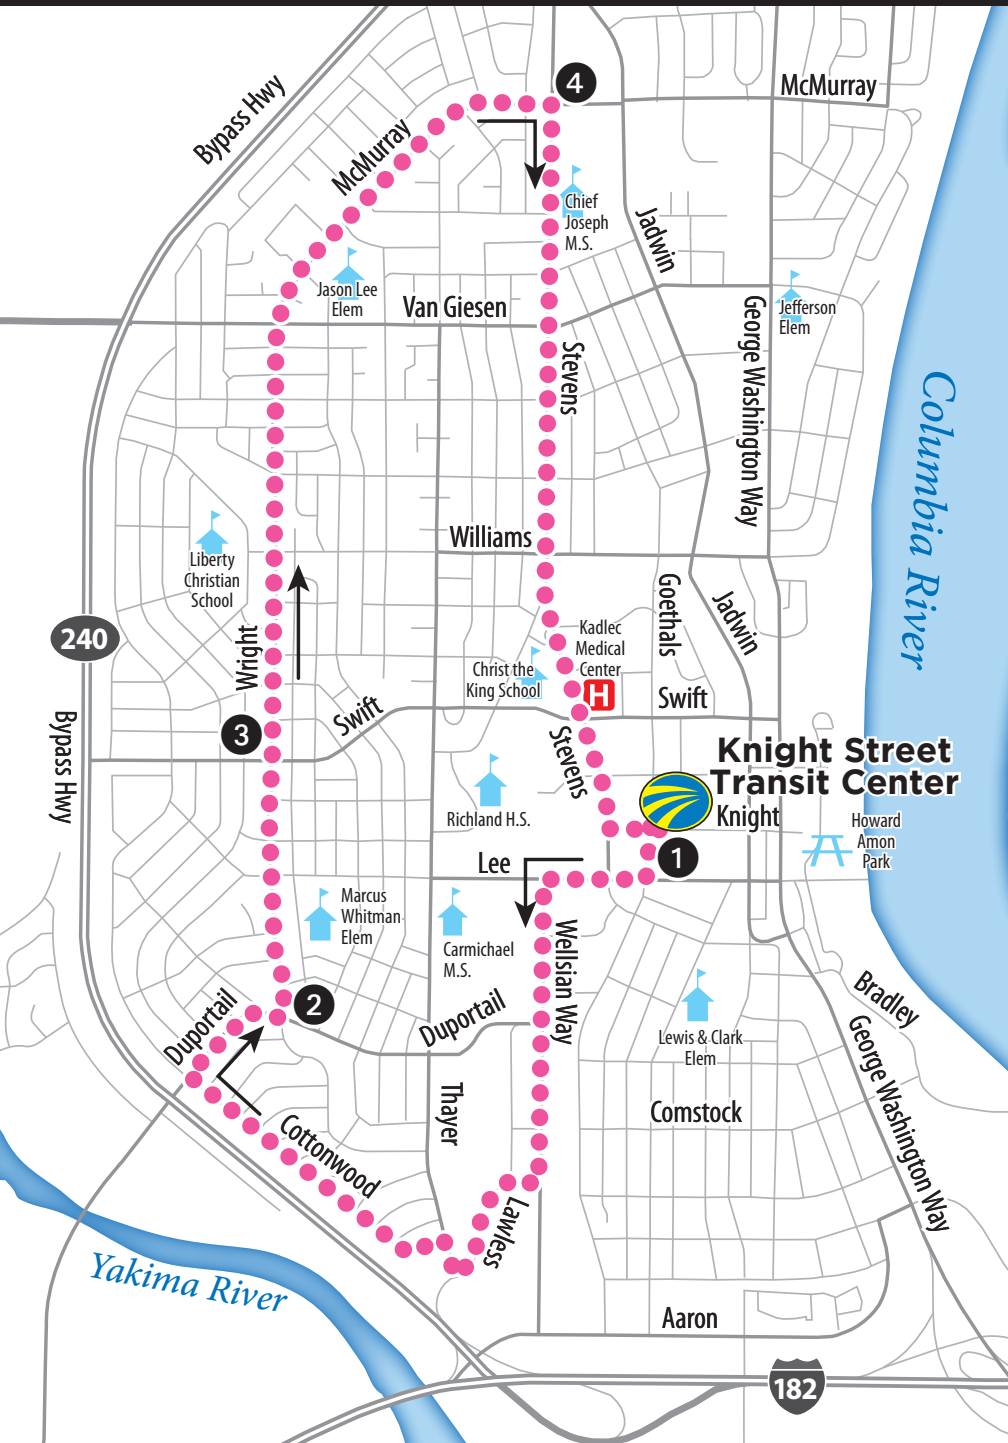 4
McMurray
Bypass Hwy
McMurray
Chief
Joseph
M.S.
Jadwin
Jason Lee
Elem
Van Giesen
George Washington Way
Jefferson
Elem
Stevens
Columbia River
Williams
Liberty
Christian
School
Goethals
Jadwin
240
Wright
Kadlec
Medical
Center
Christ the
King School
H
Swift
Swift
3
Bypass Hwy
Stevens
Knight Street
Transit Center
Knight
Richland H.S.
Howard
Amon
Park
1
Lee
Marcus
Whitman
Elem
Carmichael
M.S.
Wellsian Way
2
Duportail
Duportail
Bradley
Lewis & Clark
Elem
George Washington Way
Thayer
Comstock
Cottonwood
Lawless
Yakima River
Aaron
182